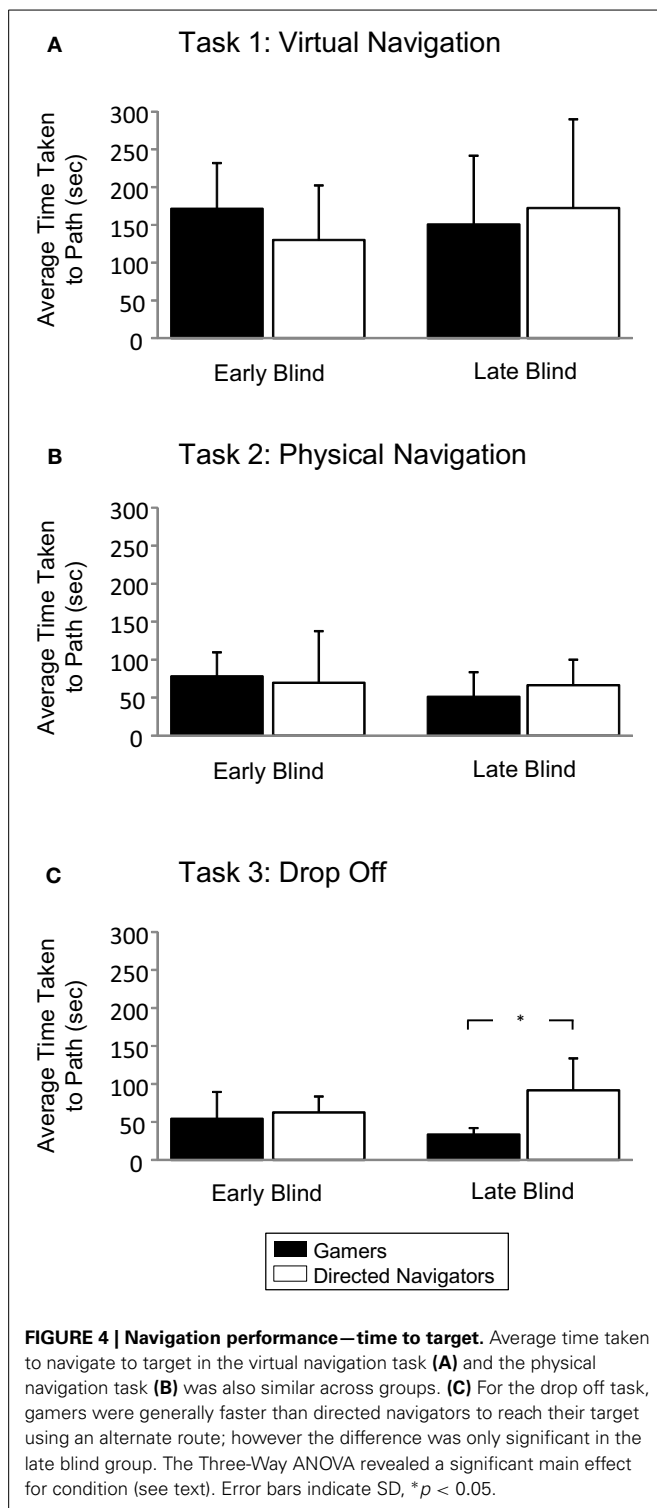 A Task 1: Virtual Navigation
Average Time Taken
to Path (sec)
300
250
200
150
100
50
0
Early Blind Late Blind
B Task 2: Physical Navigation
Average Time Taken
to Path (sec)
300
250
200
150
100
50
0
Early Blind Late Blind
C Task 3: Drop Off
Average Time Taken
to Path (sec)
300
250
200
150
100
50
0
*
Early Blind Late Blind
Gamers
Directed Navigators
FIGURE 4 | Navigation performance—time to target. Average time taken
to navigate to target in the virtual navigation task (A) and the physical
navigation task (B) was also similar across groups. (C) For the drop off task,
gamers were generally faster than directed navigators to reach their target
using an alternate route; however the difference was only significant in the
late blind group. The Three-Way ANOVA revealed a significant main effect
for condition (see text). Error bars indicate SD, *p < 0.05.